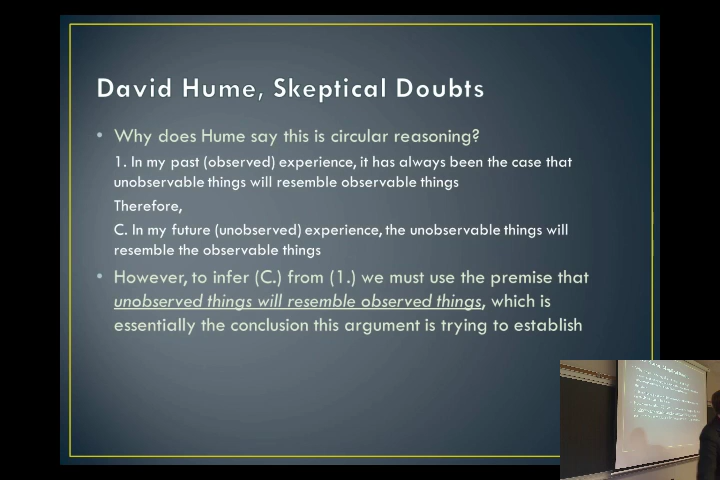 David Hume, Skeptical Doubts
• Why does Hume say this is circular reasoning?
1. In my past (observed) experience, it has always been the case that
unobservable things will resemble observable things
Therefore,
C. In my future (unobserved) experience, the unobservable things will
resemble the observable things
• However, to infer (C.) from (1.) we must use the premise that
unobserved things will resemble observed things, which is
essentially the conclusion this argument is trying to establish